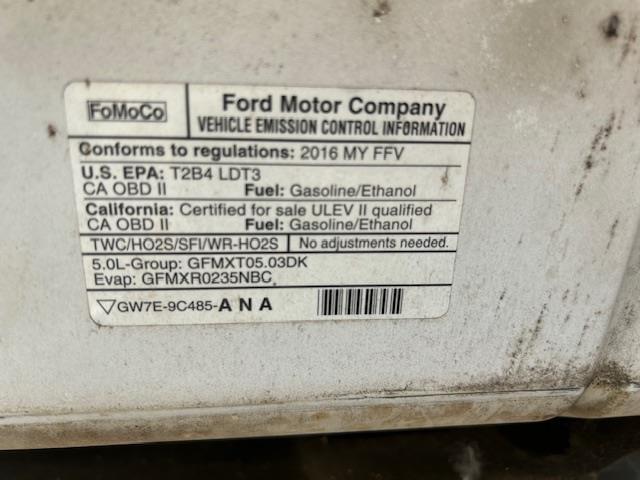 FoMoCo
Ford Motor Company
VEHICLE EMISSION CONTROL INFORMATION
Conforms to regulations: 2016 MY FFV
U.S. EPA: T2B4 LDT3
CA OBD II Fuel: Gasoline/Ethanol
California: Certified for sale ULEV II qualified
CA OBD II Fuel: Gasoline/Ethanol
TWC/HO2S/SFI/WR-HO2S No adjustments needed.
5.0L-Group: GFMXT05.03DK
Evap: GFMXR0235NBC
GW7E-9C485-A N A